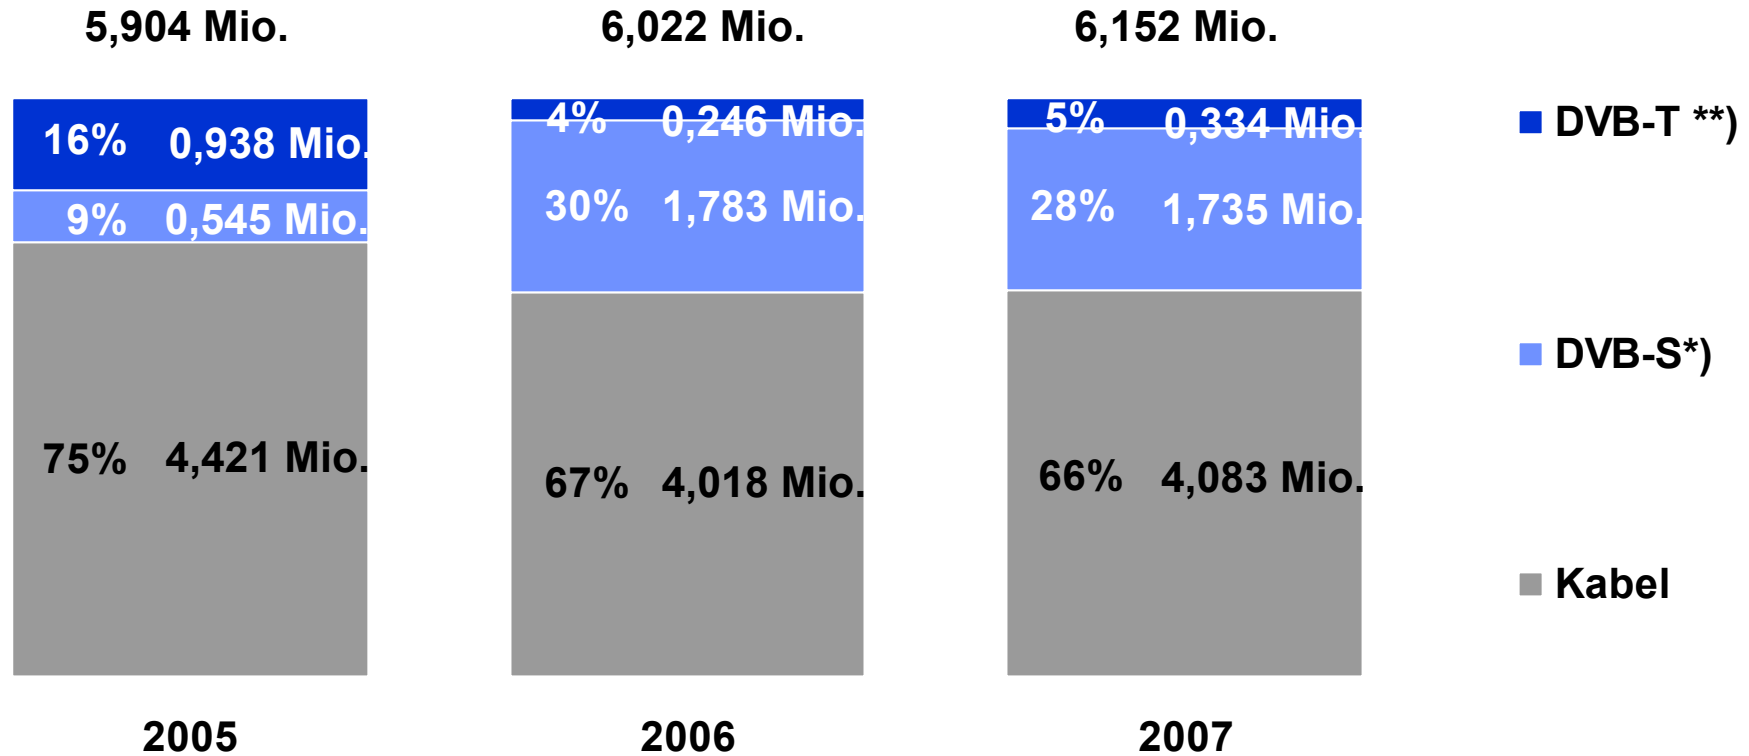 5,904 Mio. 6,022 Mio. 6,152 Mio.
16% 0,938 Mio.
9% 0,545 Mio.
75% 4,421 Mio.
2005
4% 0,246 Mio.
30% 1,783 Mio.
67% 4,018 Mio.
2006
5% 0,334 Mio.
28% 1,735 Mio.
66% 4,083 Mio.
2007
DVB-T **)
DVB-S*)
Kabel